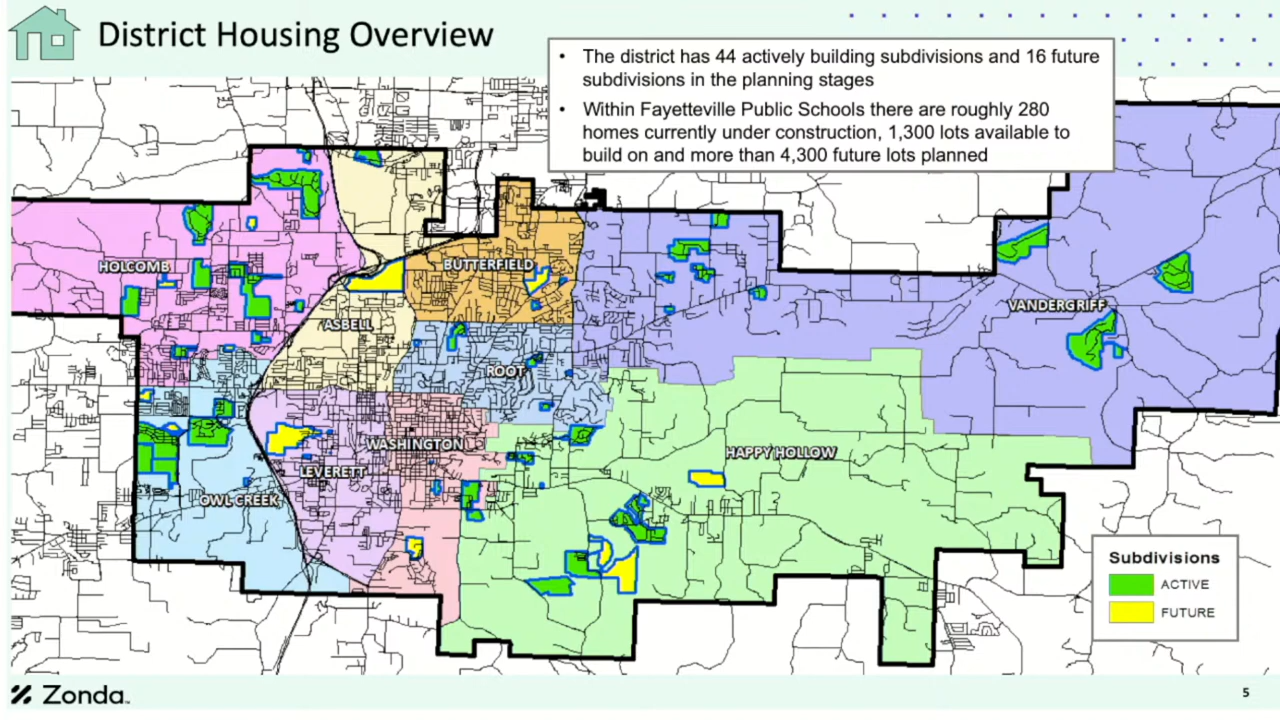 District Housing Overview
• The district has 44 actively building subdivisions and 16 future
subdivisions in the planning stages
• Within Fayetteville Public Schools there are roughly 280
homes currently under construction, 1,300 lots available to
build on and more than 4,300 future lots planned
HOLCOMB
BUTTERFIELD
VANDERGRIFF
ASBELL
ROOT
WASHINGTON
HAPPY HOLLOW
LEVERETT
OWL CREEK
Subdivisions
ACTIVE
FUTURE
Zonda™
5